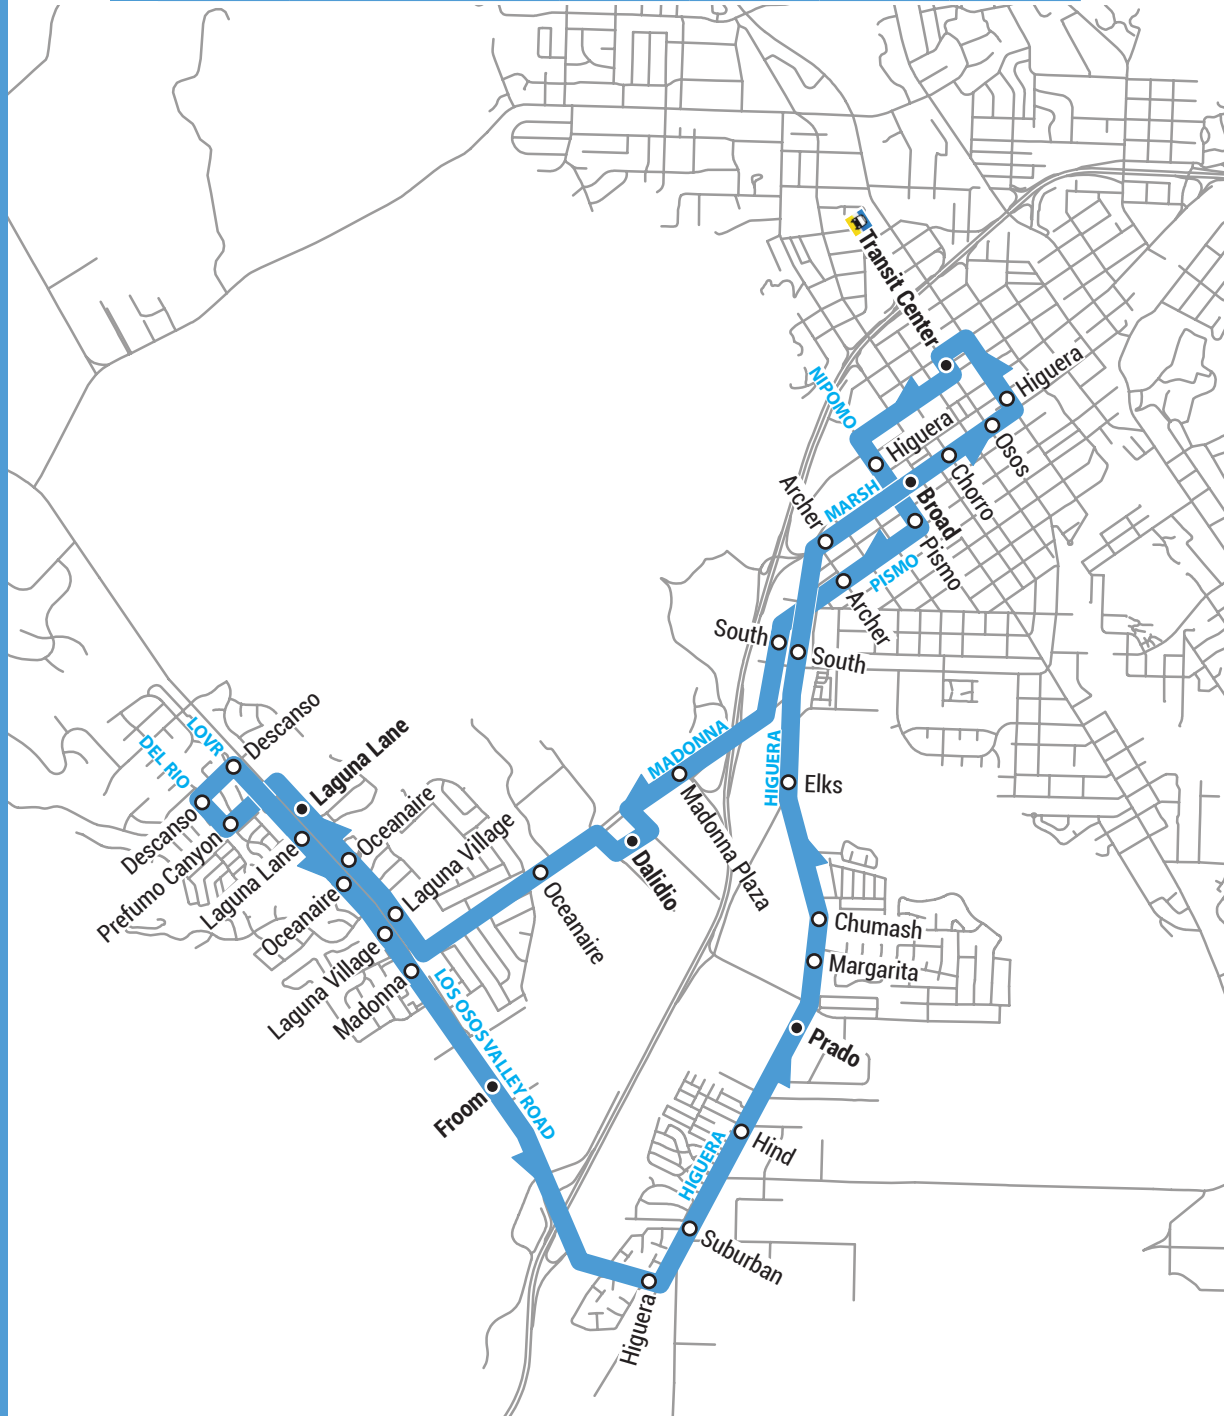 Transit Center
Higuera
NIPOMO
Higuera
Osos
Chorro
Archer
MARSH
Broad
Pismo
PISMO
Archer
South
South
Descanso
LOVR
DEL RIO
Laguna Lane
MADONNA
HIGUERA
Elks
Madonna Plaza
Oceanaire
Laguna Village
Descanso
Prefumo Canyon
Laguna Lane
Dalidio
Oceanaire
Oceanaire
Laguna Village
Madonna
Chumash
Margarita
LOS OSOS VALLEY ROAD
Prado
Froom
Hind
HIGUERA
Suburban
Higuera